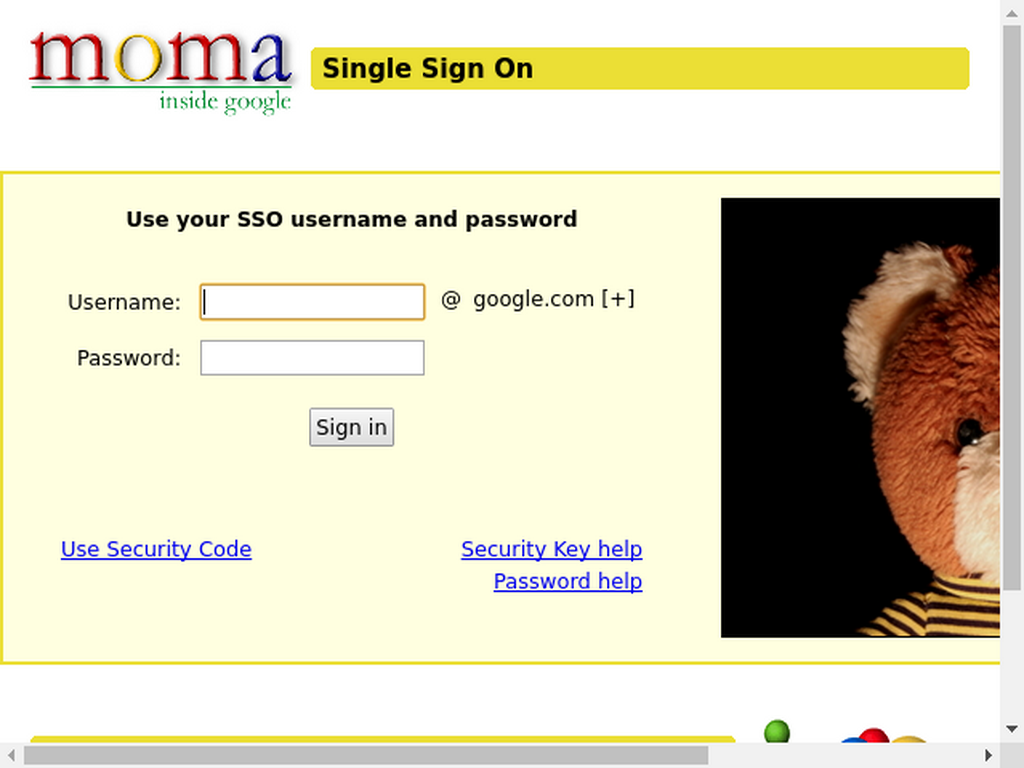 moma
inside google
Single Sign On
Use your SSO username and password
Username:
@ google.com [+]
Password:
Sign in
Use Security Code
Security Key help
Password help